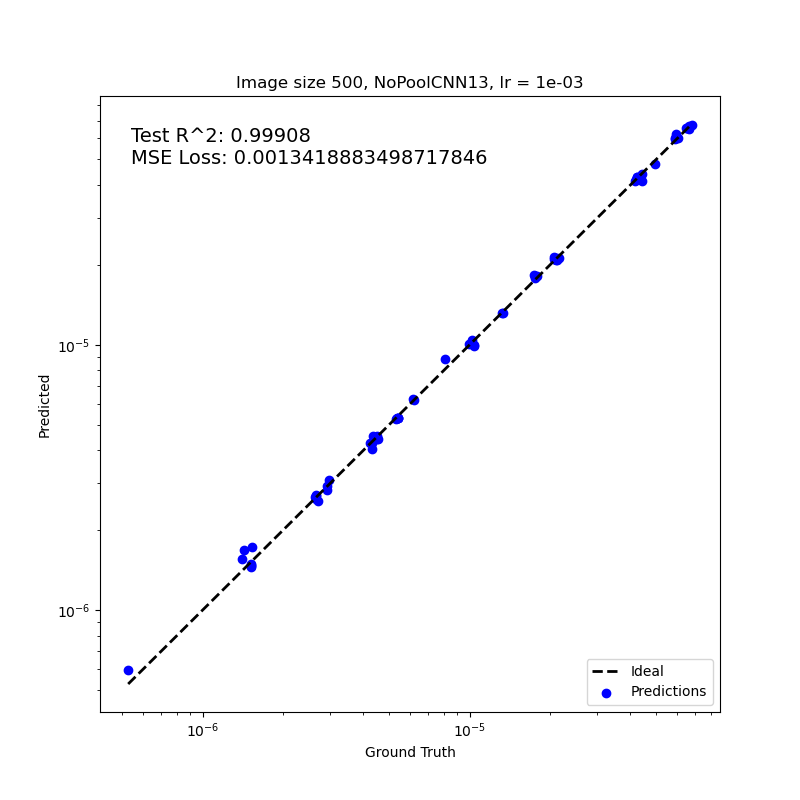 Image size 500, NoPoolCNN13, lr = 1e-03
Test R^2: 0.99908
MSE Loss: 0.0013418883498717846
10⁻⁵
10⁻⁶
Predicted
Ideal
Predictions
10⁻⁶
10⁻⁵
Ground Truth